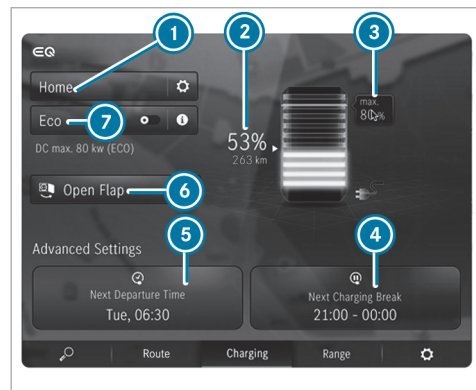 1
2
3
EQ
Home
max.
80 %
Eco
7
DC max. 80 kw (ECO)
53%
263 km
Open Flap
6
5
4
Advanced Settings
Next Departure Time
Tue, 06:30
Next Charging Break
21:00 – 00:00
Route
Charging
Range